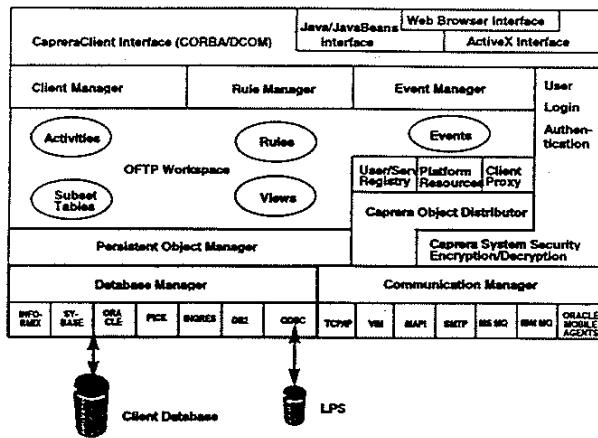 Web Browser Interface
CapreraClient Interface (CORBA/DCOM)
Java/JavaBeans
Interface
ActiveX Interface
Client Manager
Rule Manager
Event Manager
User
Login
Authen-
tication
Activities
Rules
Events
OFTP Workspace
Subset
Tables
Views
User/Serv
Registry
Platform
Resources
Client
Proxy
Caprera Object Distributor
Persistent Object Manager
Caprera System Security
Encryption/Decryption
Database Manager
Communication Manager
INFO-
RMIX
SY-
BASE
ORA
CLE
PICK
INGRES
DB2
ODBC
TCP/IP
VIM
MAPI
SMTP
MS MQ
IBM MQ
ORACLE
MOBILE
AGENTS
Client Database
LPS